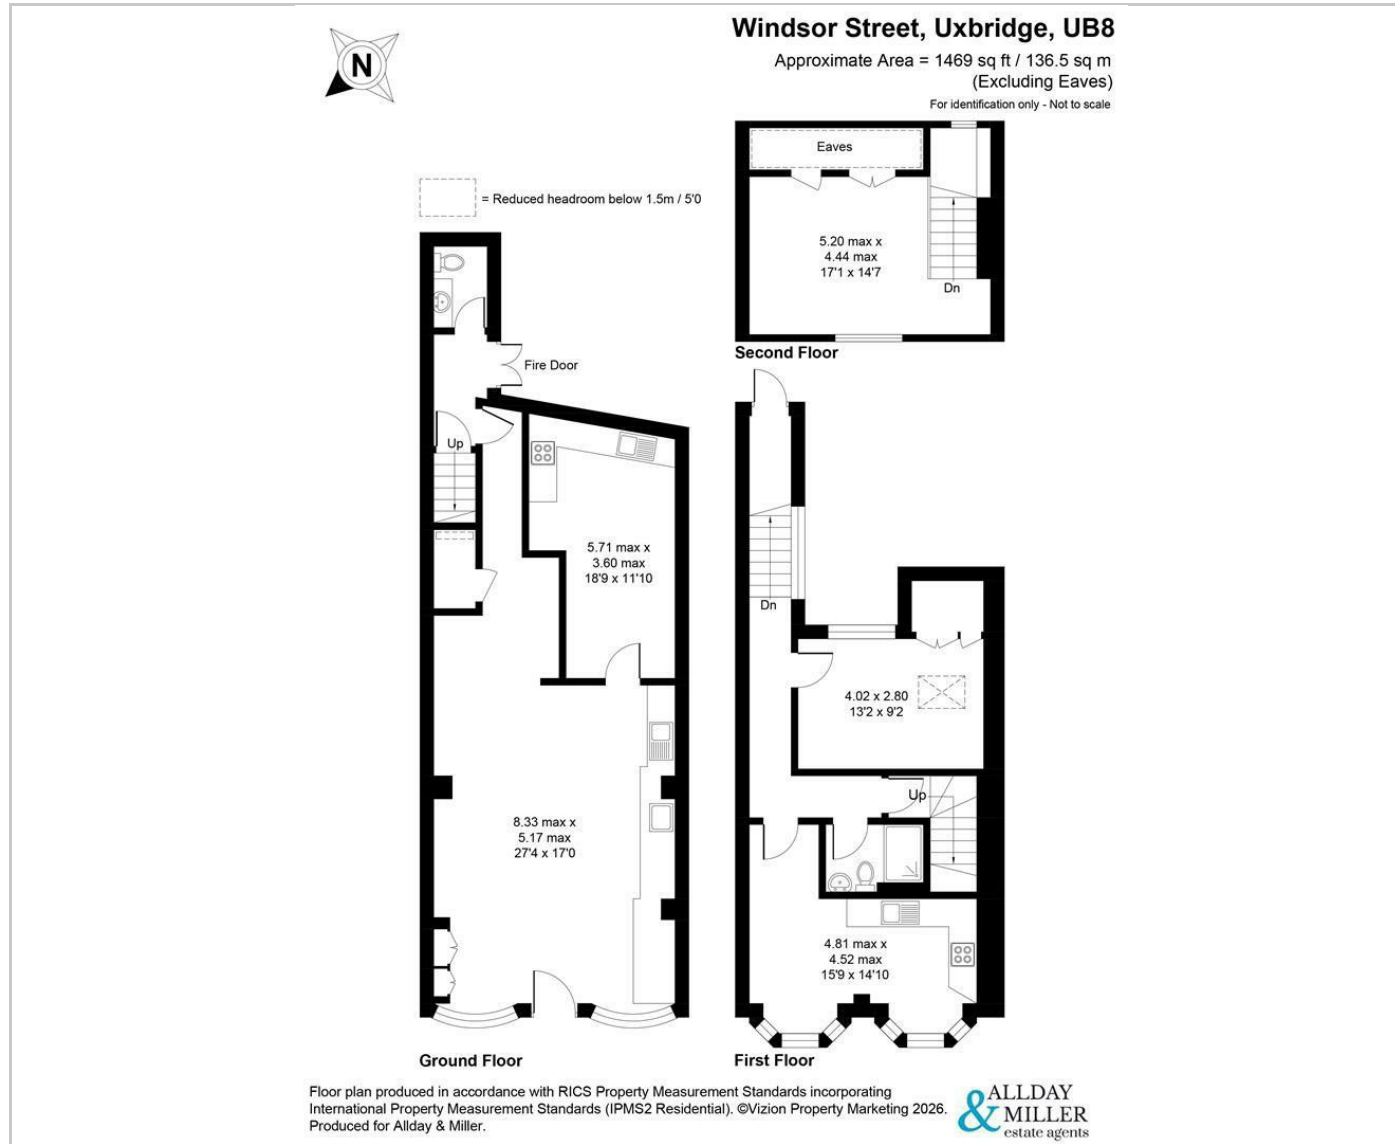 Windsor Street, Uxbridge, UB8
Approximate Area = 1469 sq ft / 136.5 sq m
(Excluding Eaves)
For identification only - Not to scale
N
= Reduced headroom below 1.5m / 5'0
Eaves
5.20 max x
4.44 max
17'1 x 14'7
Dn
Second Floor
Fire Door
Up
5.71 max x
3.60 max
18'9 x 11'10
8.33 max x
5.17 max
27'4 x 17'0
Ground Floor
Dn
4.02 x 2.80
13'2 x 9'2
Up
4.81 max x
4.52 max
15'9 x 14'10
First Floor
Floor plan produced in accordance with RICS Property Measurement Standards incorporating
International Property Measurement Standards (IPMS2 Residential). ©Vizion Property Marketing 2026.
Produced for Allday & Miller.
ALLDAY
& MILLER
estate agents